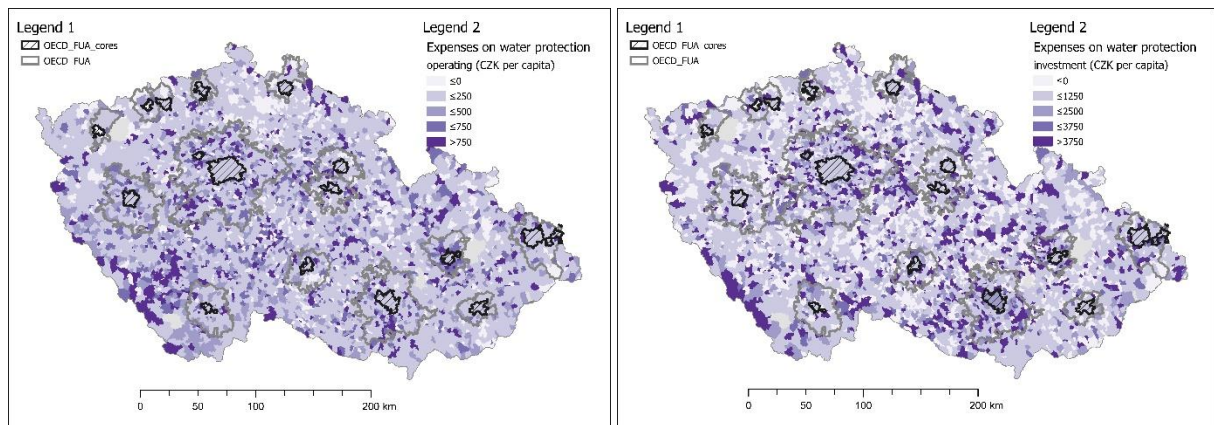 Legend 1
OECD_FUA_cores
OECD_FUA
Legend 2
Expenses on water protection
operating (CZK per capita)
≤0
≤250
≤500
≤750
>750
0 50 100 200 km
Legend 1
OECD_FUA_cores
OECD_FUA
Legend 2
Expenses on water protection
investment (CZK per capita)
<0
≤1250
≤2500
≤3750
>3750
0 50 100 200 km